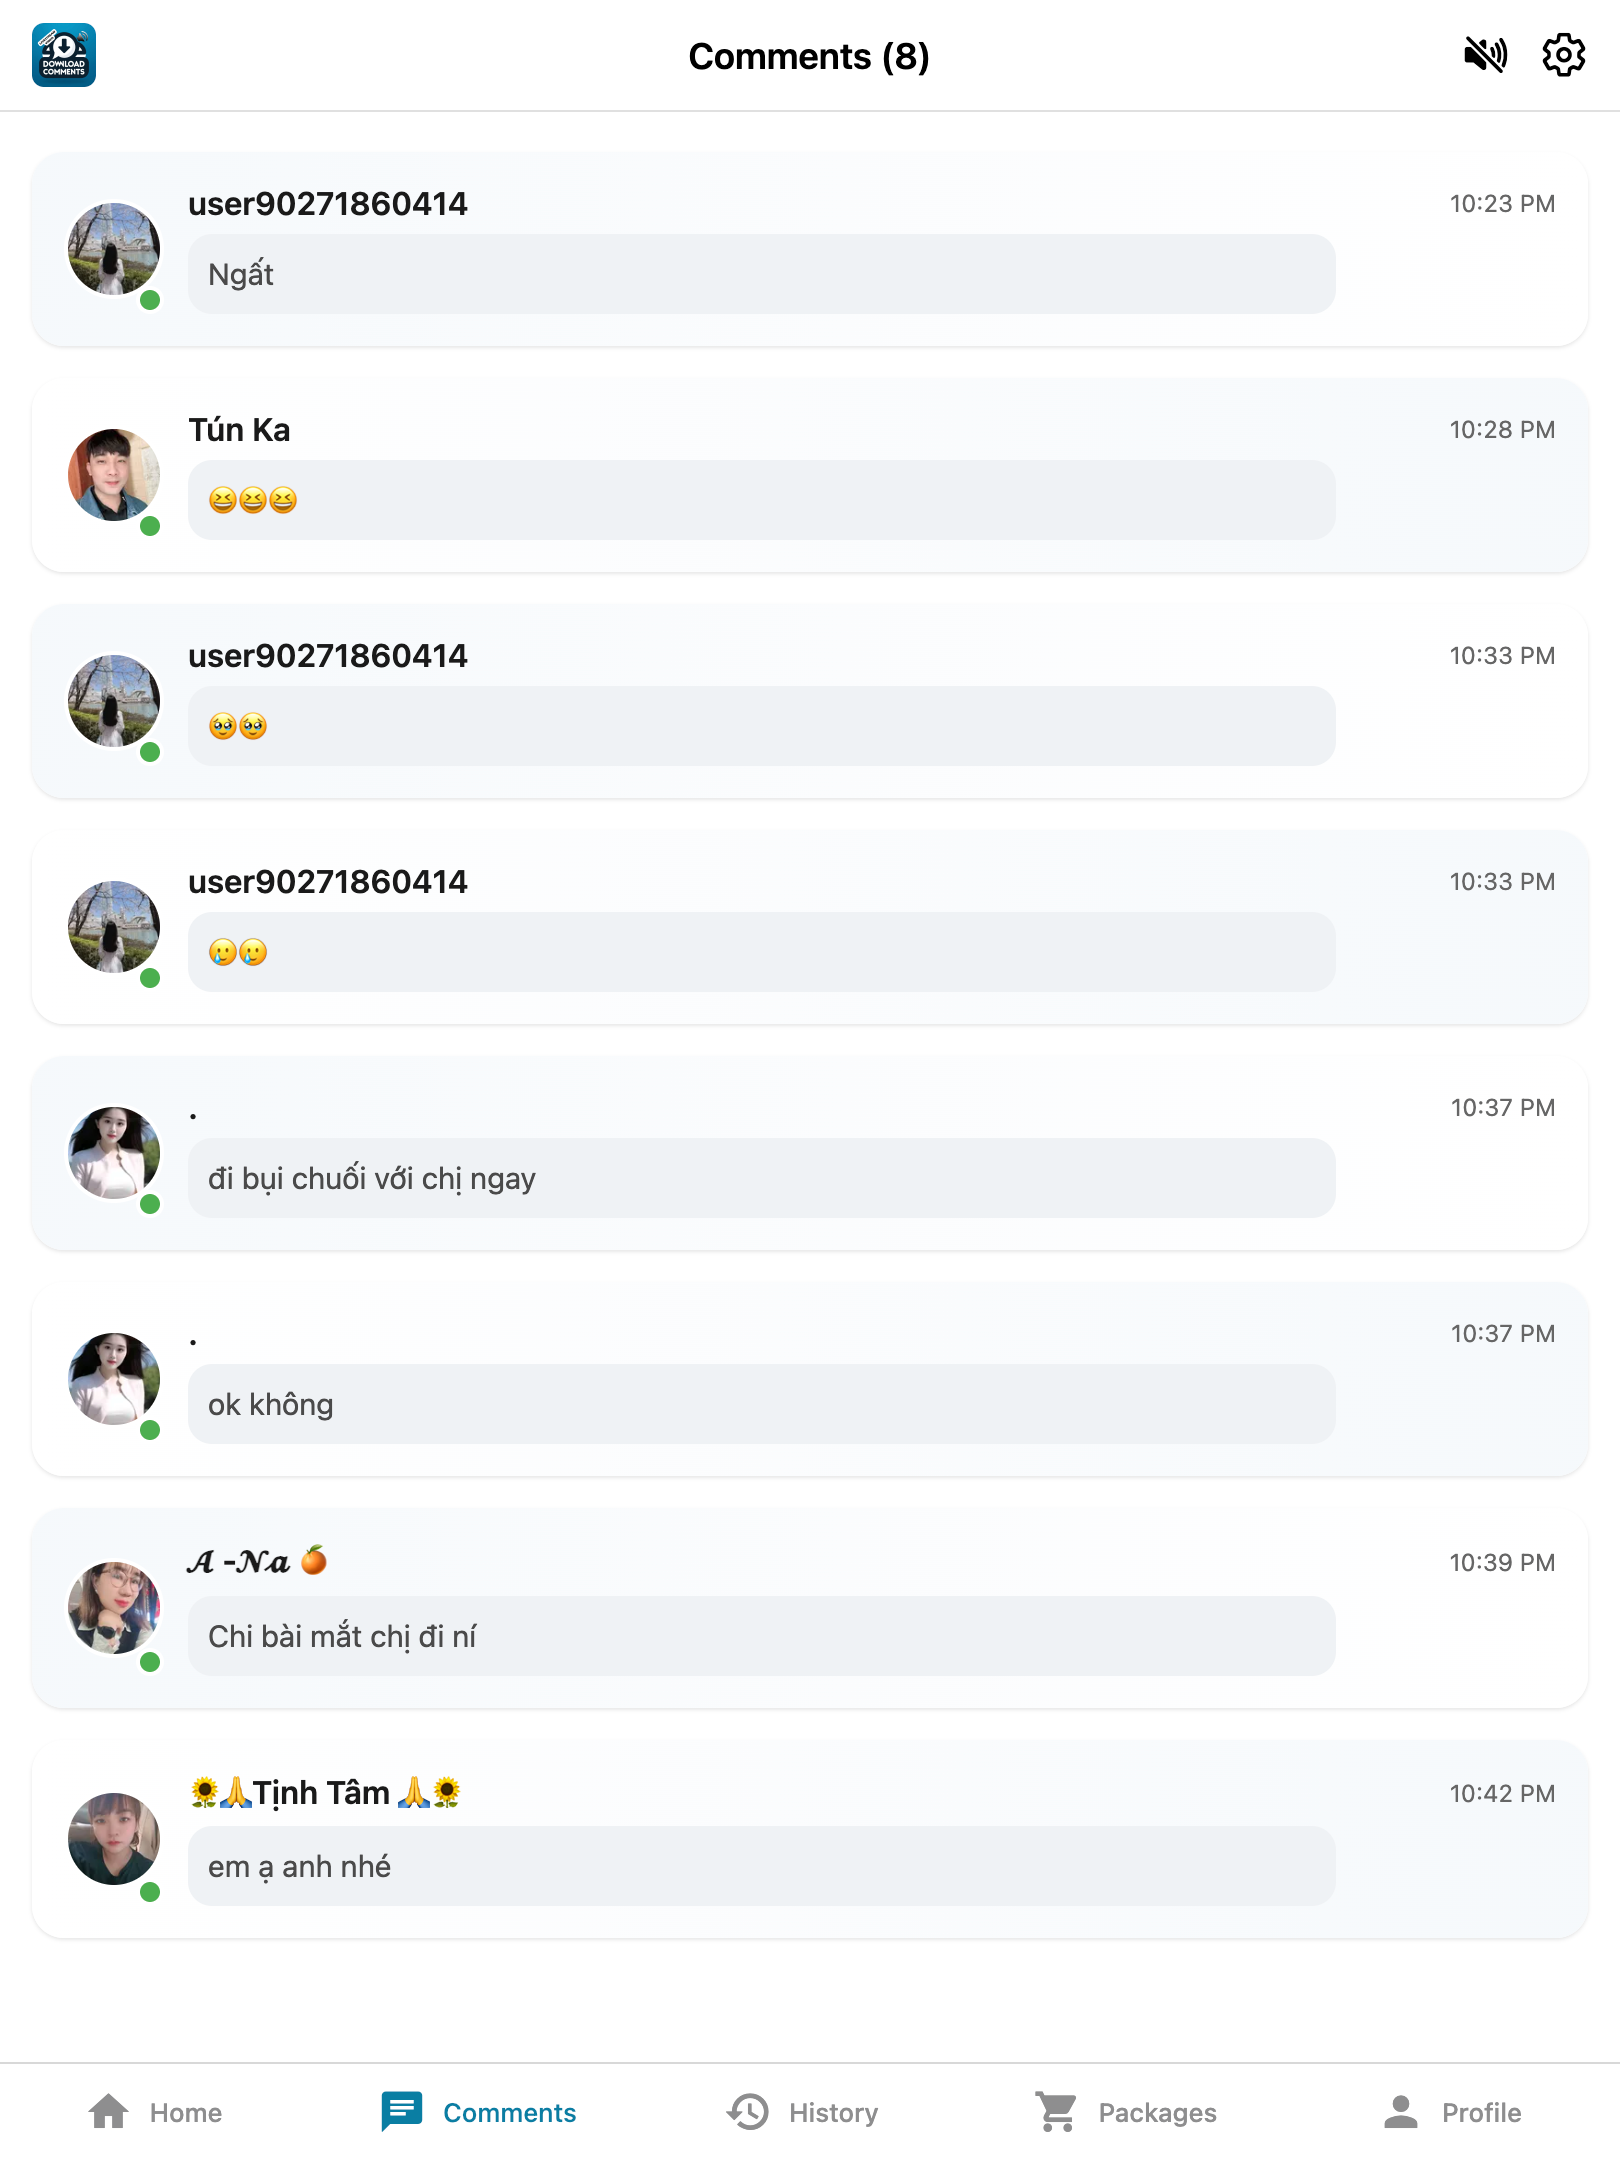 DOWNLOAD
COMMENTS
Comments (8)
user90271860414
10:23 PM
Ngất
Tún Ka
10:28 PM
😆😆😆
user90271860414
10:33 PM
🥹🥹
user90271860414
10:33 PM
🥲🥲
.
10:37 PM
đi bụi chuối với chị ngay
.
10:37 PM
ok không
𝓐 -𝓝𝓪 🍊
10:39 PM
Chi bài mắt chị đi ní
🌻🙏Tịnh Tâm 🙏🌻
10:42 PM
em ạ anh nhé
Home
Comments
History
Packages
Profile